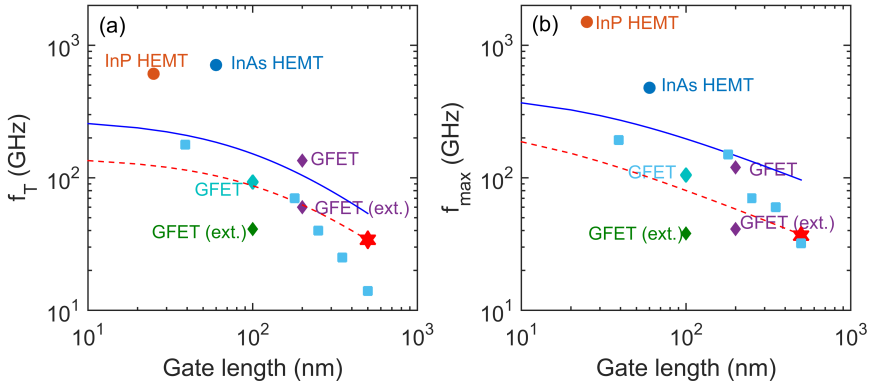 (a)
10^3
InP HEMT
InAs HEMT
GFET
10^2
GFET
GFET (ext.)
GFET (ext.)
10^1
f_T (GHz)
10^1
10^2
10^3
Gate length (nm)
(b)
InP HEMT
10^3
InAs HEMT
GFET
GFET
10^2
GFET (ext.)
GFET (ext.)
10^1
f_max (GHz)
10^1
10^2
10^3
Gate length (nm)